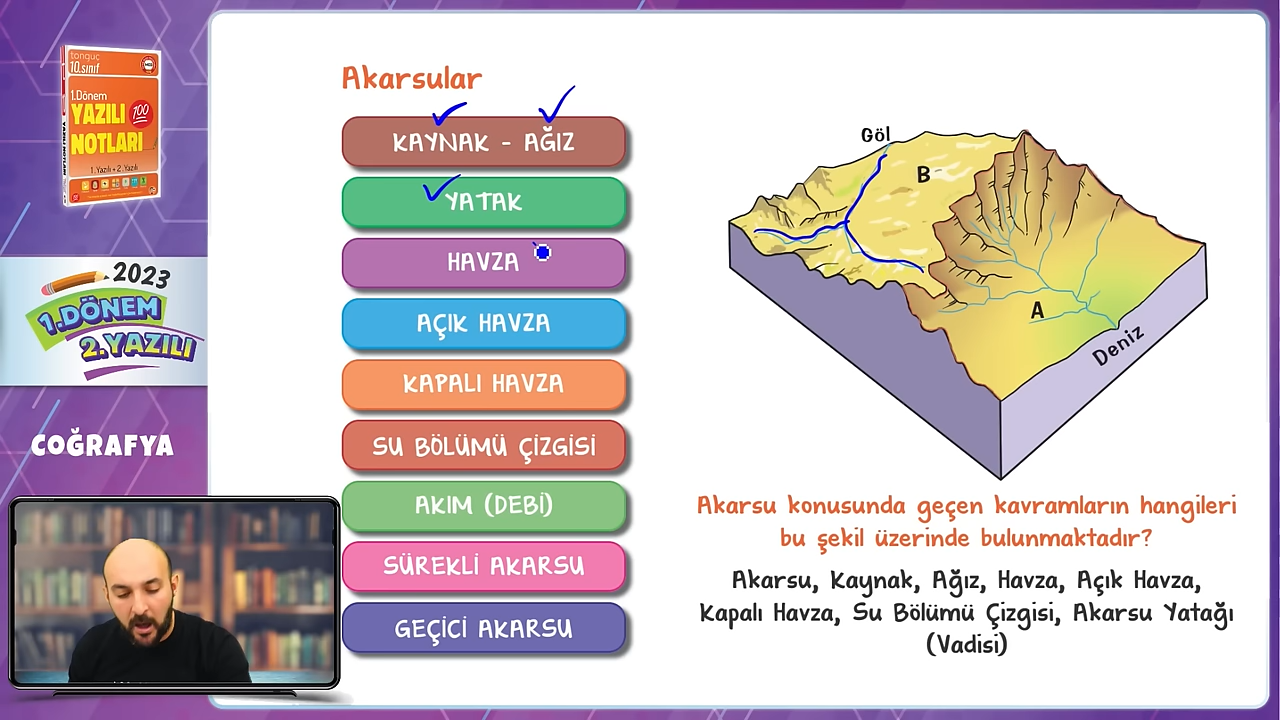 tonguç
10.sınıf
1.Dönem
YAZILI
100
NOTLARI
1. Yazılı + 2. Yazılı
YAZILI NOTLARI
2023
1.DÖNEM
2.YAZILI
COĞRAFYA
Akarsular
KAYNAK - AĞIZ
YATAK
HAVZA
AÇIK HAVZA
KAPALI HAVZA
SU BÖLÜMÜ ÇİZGİSİ
AKIM (DEBİ)
SÜREKLİ AKARSU
GEÇİCİ AKARSU
Göl
B
A
Deniz
Akarsu konusunda geçen kavramların hangileri
bu şekil üzerinde bulunmaktadır?
Akarsu, Kaynak, Ağız, Havza, Açık Havza,
Kapalı Havza, Su Bölümü Çizgisi, Akarsu Yatağı
(Vadisi)